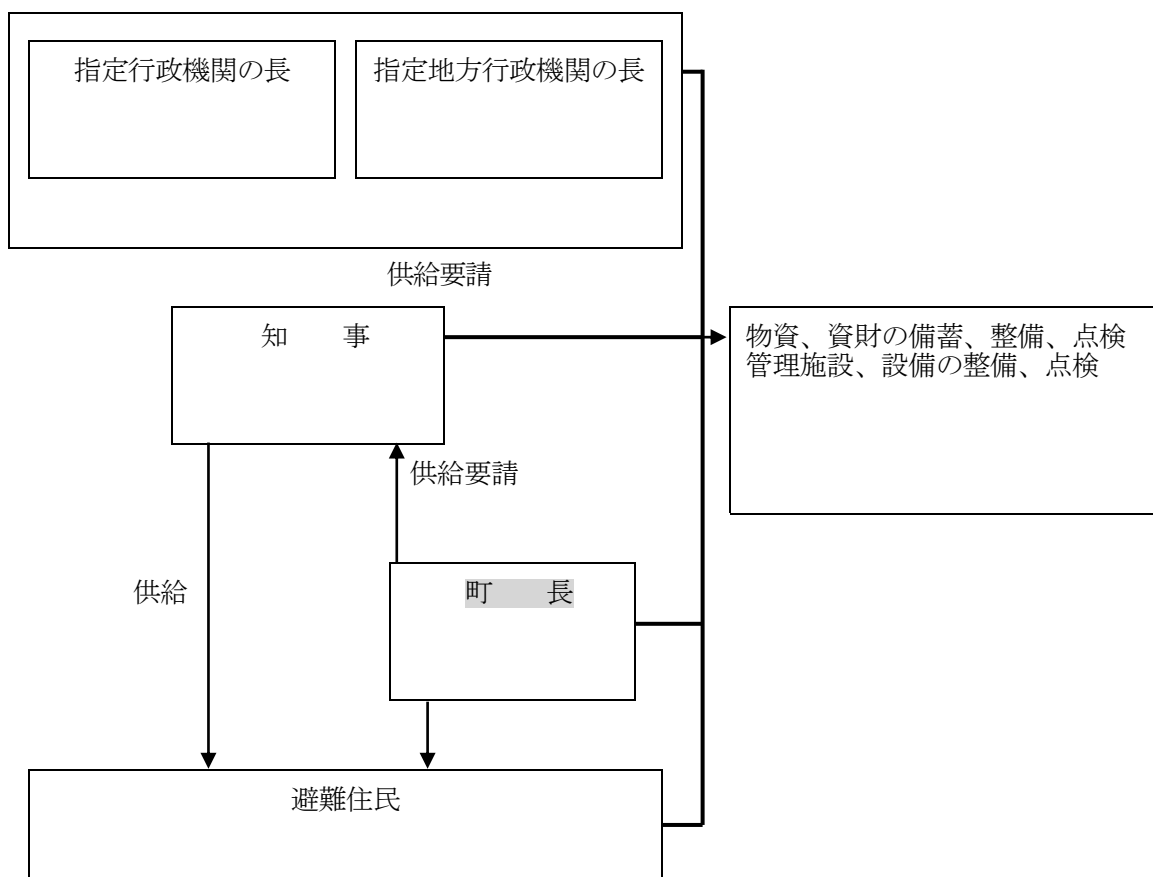 指定行政機関の長
指定地方行政機関の長
供給要請
知　　事
物資、資財の備蓄、整備、点検
管理施設、設備の整備、点検
供給要請
供給
町　　長
避難住民